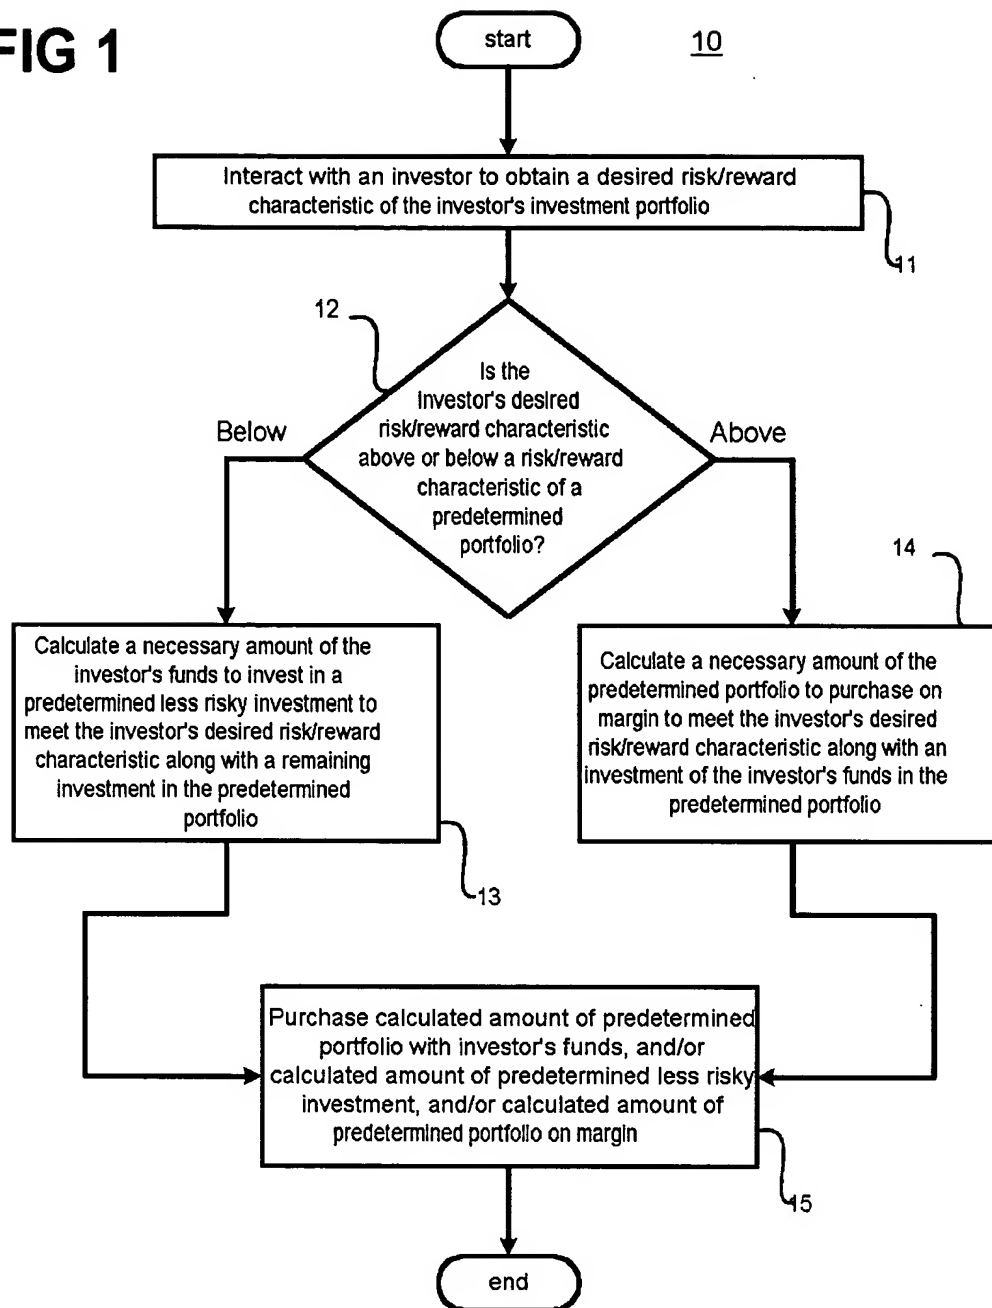 FIG 1
start
10
Interact with an investor to obtain a desired risk/reward
characteristic of the investor's investment portfolio
11
12
Is the
investor's desired
risk/reward characteristic
above or below a risk/reward
characteristic of a
predetermined
portfolio?
Below
Above
14
Calculate a necessary amount of the
investor's funds to invest in a
predetermined less risky investment to
meet the investor's desired risk/reward
characteristic along with a remaining
investment in the predetermined
portfolio
Calculate a necessary amount of the
predetermined portfolio to purchase on
margin to meet the investor's desired
risk/reward characteristic along with an
investment of the investor's funds in the
predetermined portfolio
13
Purchase calculated amount of predetermined
portfolio with investor's funds, and/or
calculated amount of predetermined less risky
investment, and/or calculated amount of
predetermined portfolio on margin
15
end